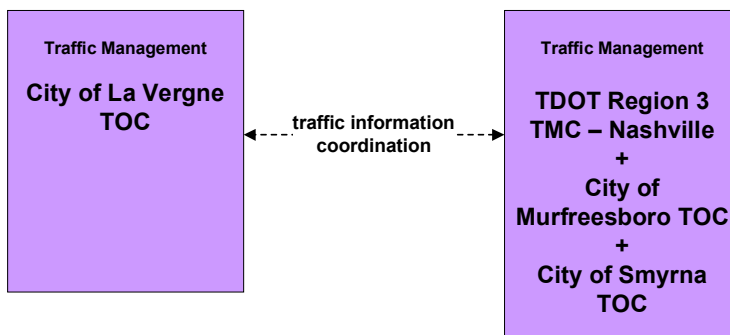 Traffic Management
City of La Vergne
TOC
traffic information
coordination
Traffic Management
TDOT Region 3
TMC – Nashville
+
City of
Murfreesboro TOC
+
City of Smyrna
TOC